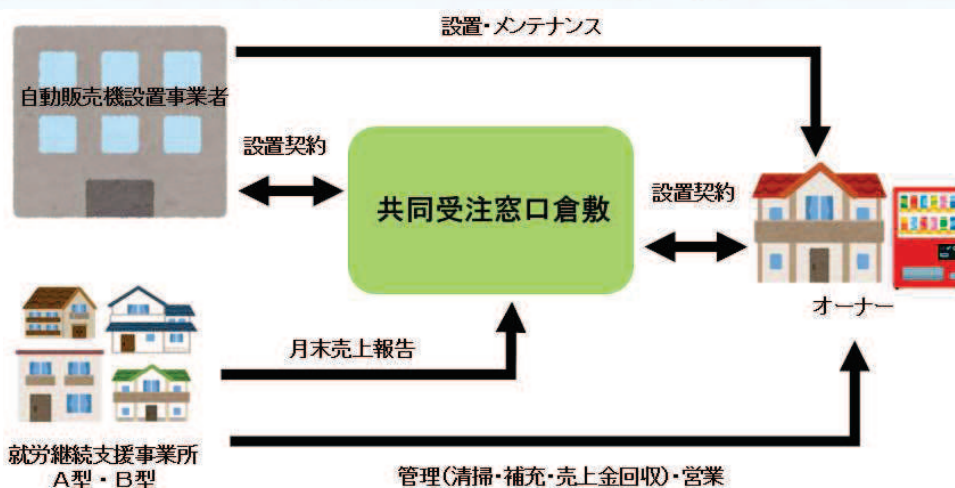 設置・メンテナンス
自動販売機設置事業者
設置契約
共同受注窓口倉敷
設置契約
オーナー
月末売上報告
就労継続支援事業所
A型・B型
管理(清掃・補充・売上金回収)・営業